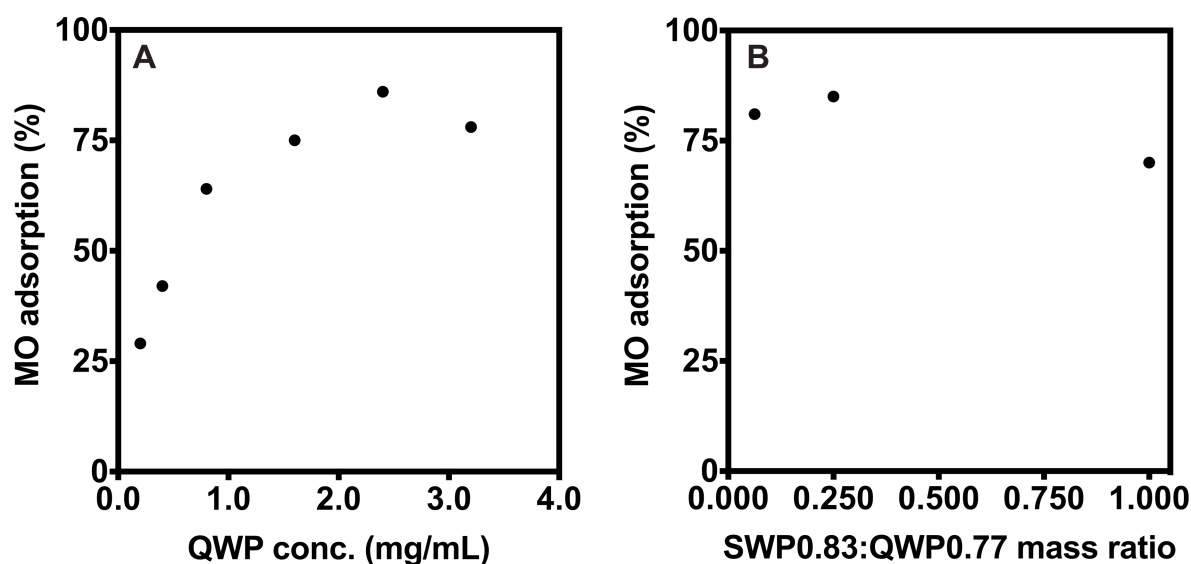 A
MO adsorption (%)
100
75
50
25
0
0.0 1.0 2.0 3.0 4.0
QWP conc. (mg/mL)
B
MO adsorption (%)
100
75
50
25
0
0.000 0.250 0.500 0.750 1.000
SWP0.83:QWP0.77 mass ratio